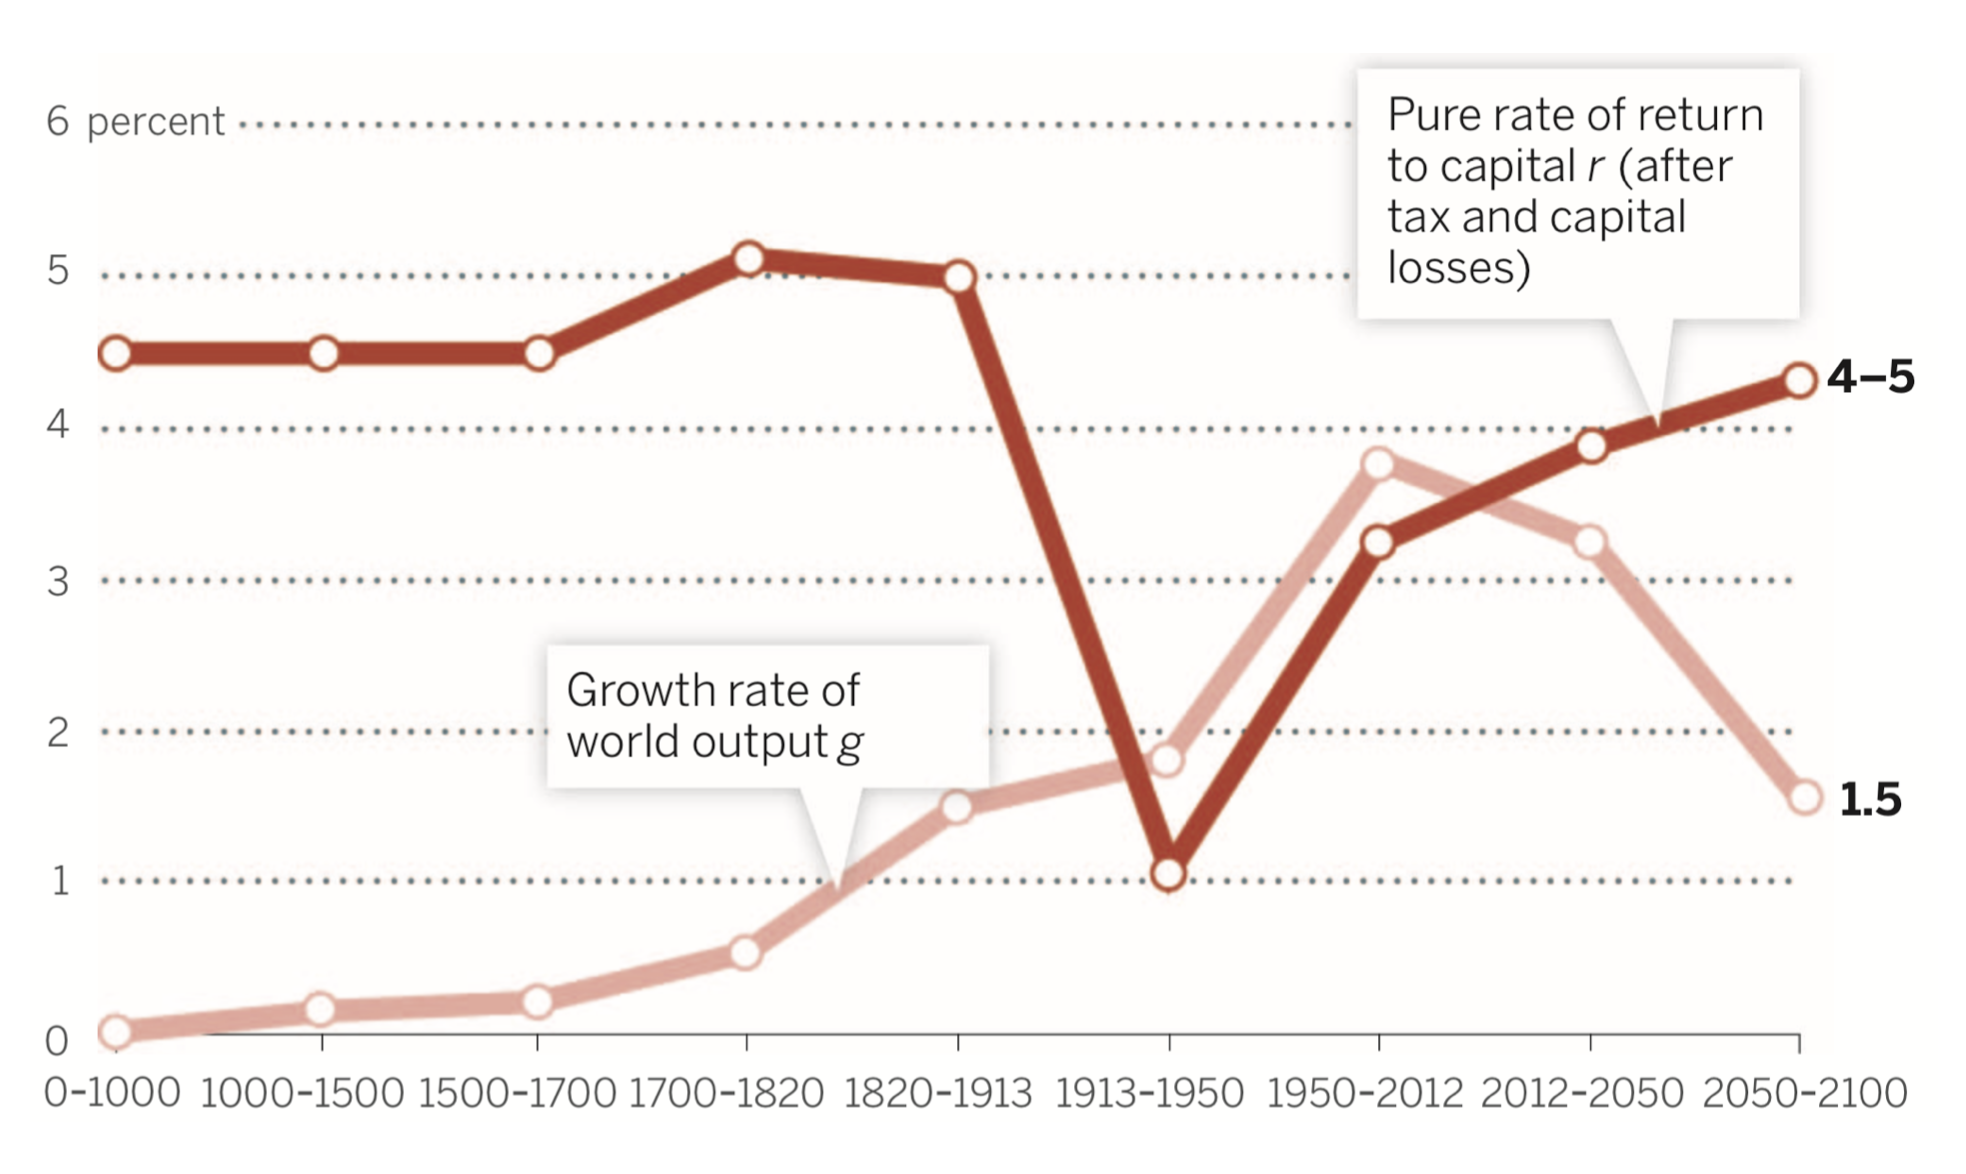 6 percent
Pure rate of return
to capital r (after
tax and capital
losses)
5
4–5
4
3
Growth rate of
world output g
2
1.5
1
0
0-1000 1000-1500 1500-1700 1700-1820 1820-1913 1913-1950 1950-2012 2012-2050 2050-2100